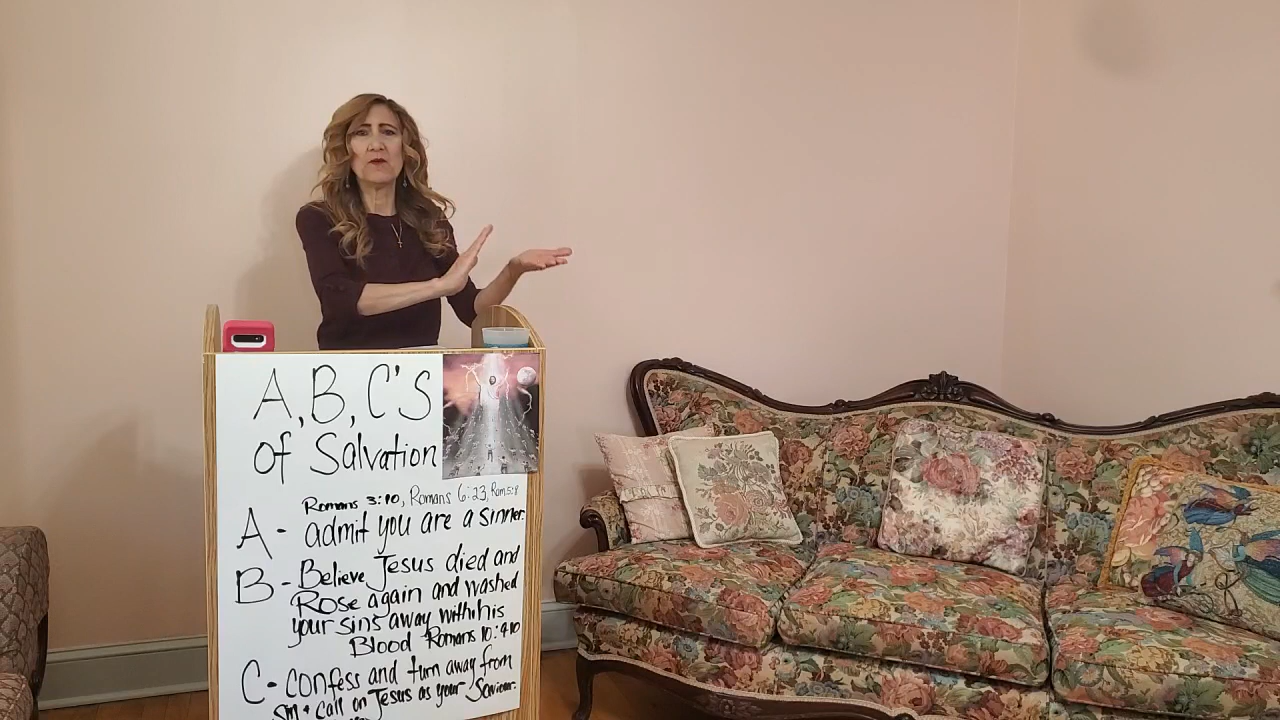 A, B, C'S
of Salvation
Romans 3:10, Romans 6:23, Rom 5:8
A - admit you are a sinner.
B - Believe Jesus died and
Rose again and washed
your sins away with his
Blood Romans 10:9-10
C - Confess and turn away from
Sin + Call on Jesus as your Saviour.